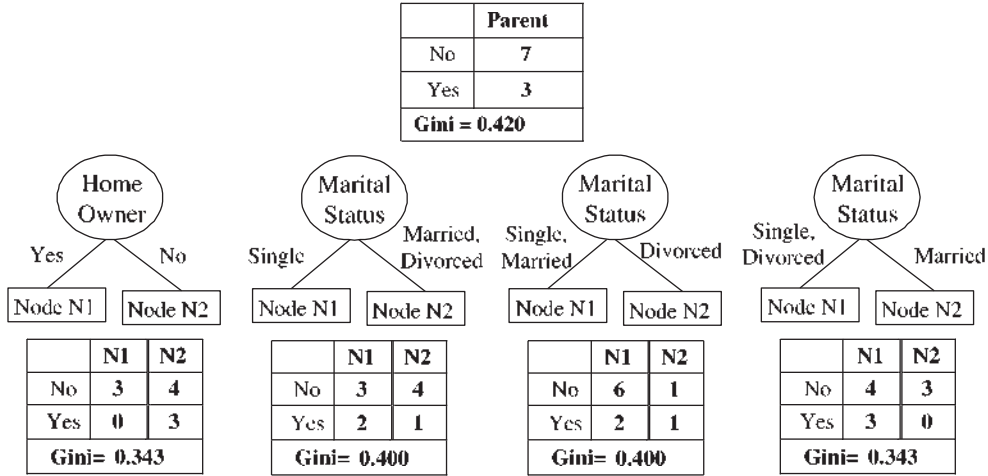 Parent
No 7
Yes 3
Gini = 0.420
Home Owner
Yes
No
Node N1
Node N2
N1 N2
No 3 4
Yes 0 3
Gini= 0.343
Marital Status
Single
Married, Divorced
Node N1
Node N2
N1 N2
No 3 4
Yes 2 1
Gini= 0.400
Marital Status
Single, Married
Divorced
Node N1
Node N2
N1 N2
No 6 1
Yes 2 1
Gini= 0.400
Marital Status
Single, Divorced
Married
Node N1
Node N2
N1 N2
No 4 3
Yes 3 0
Gini= 0.343